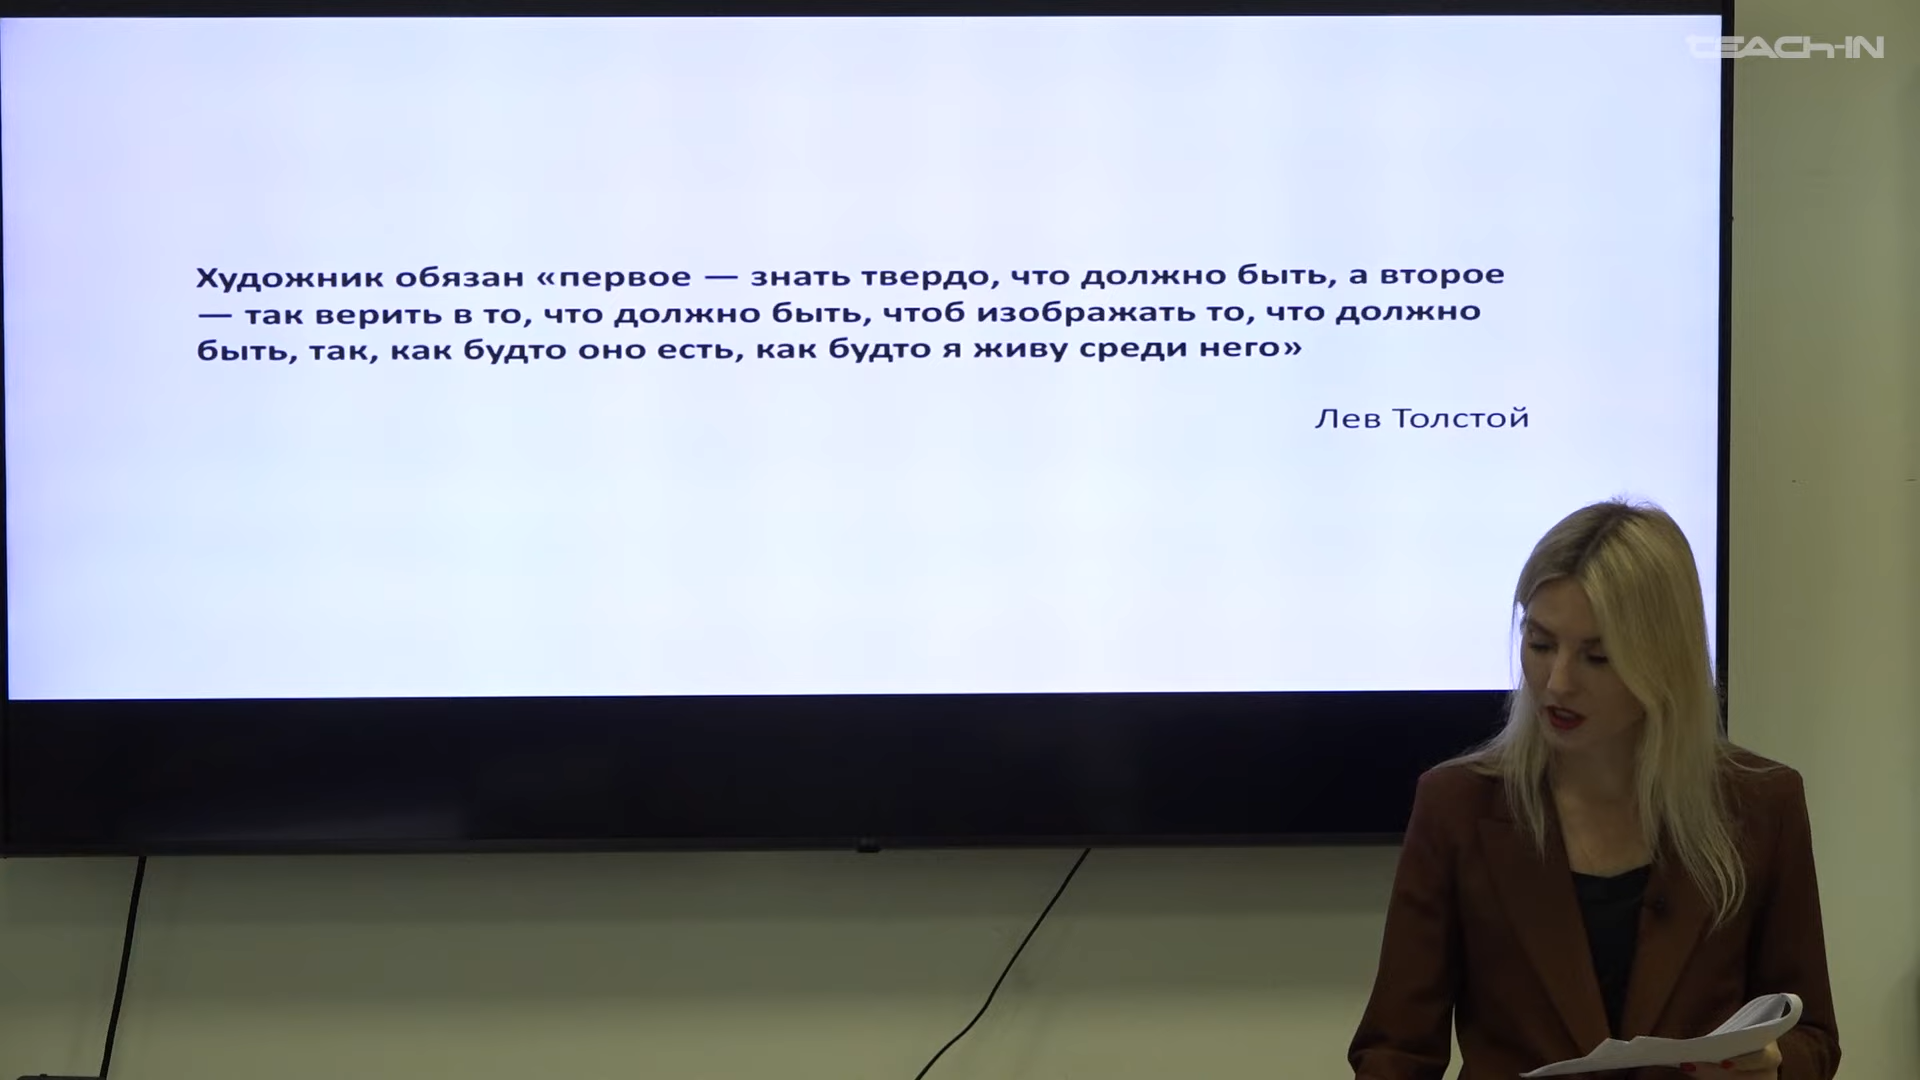 TEACH-IN
Художник обязан «первое — знать твердо, что должно быть, а второе
— так верить в то, что должно быть, чтоб изображать то, что должно
быть, так, как будто оно есть, как будто я живу среди него»
Лев Толстой